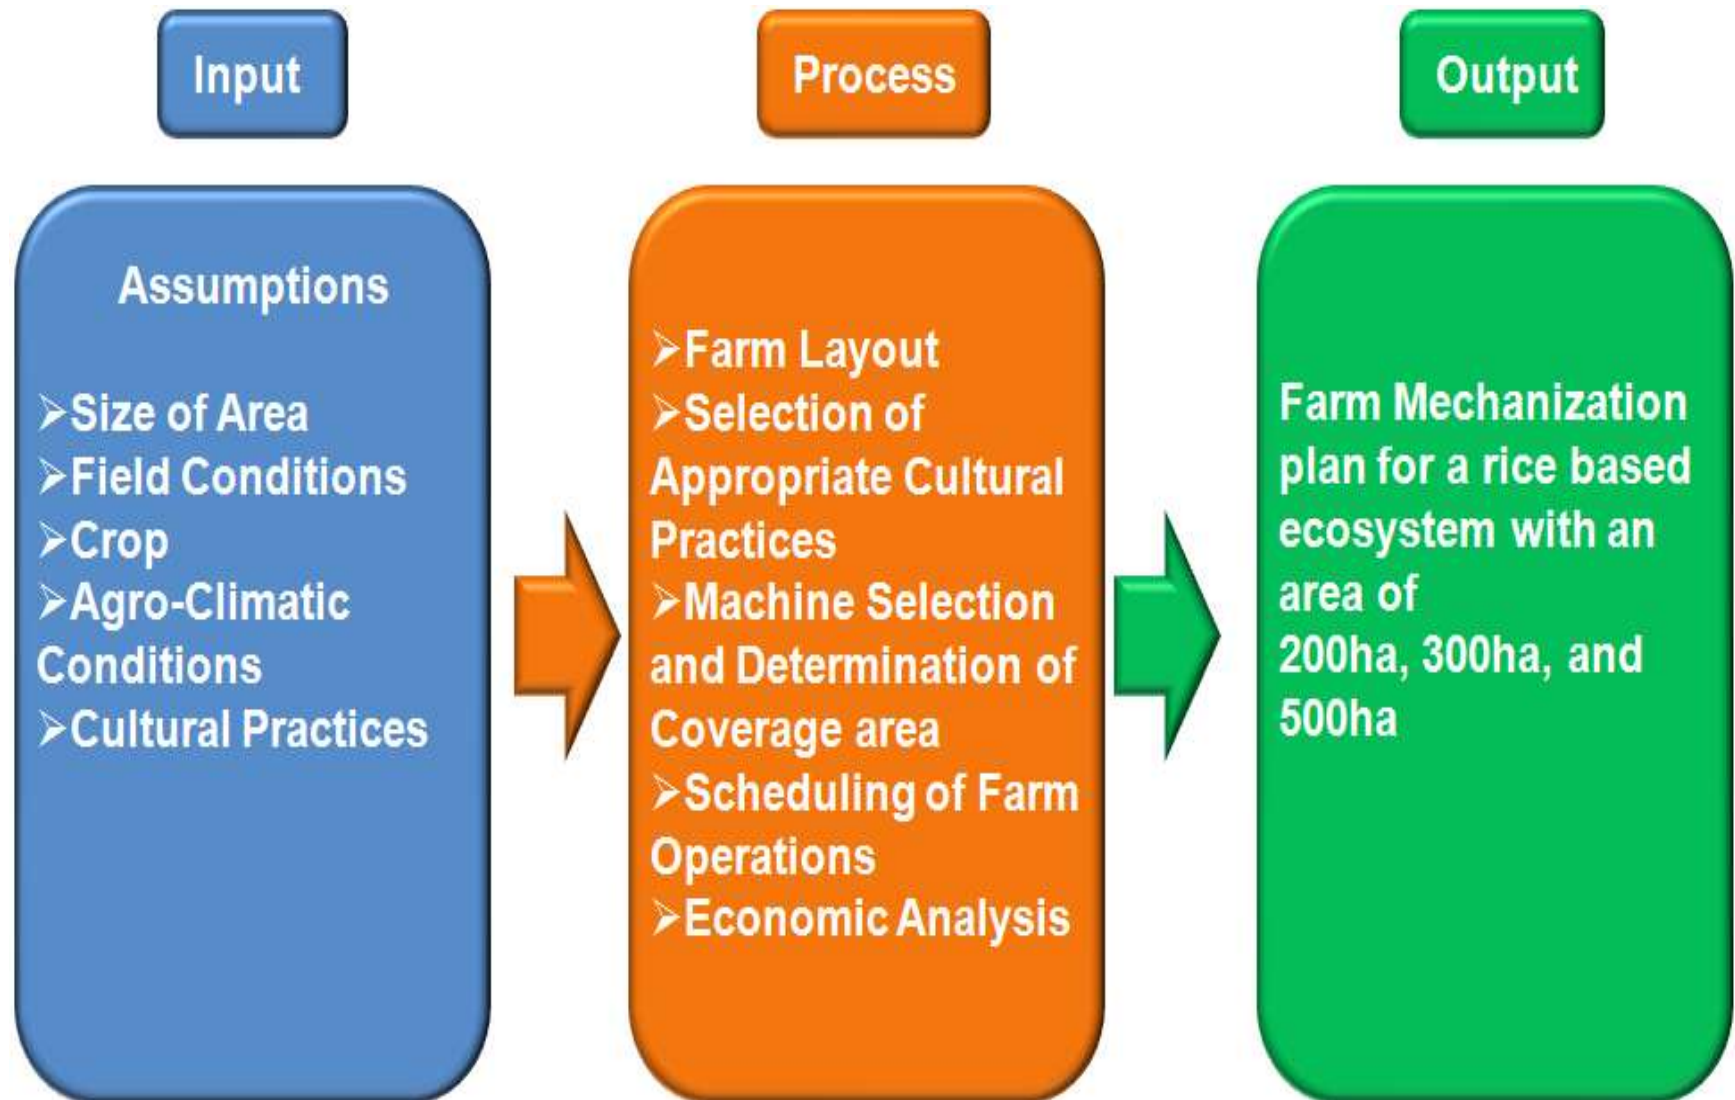 Input
Process
Output
Assumptions
➢Size of Area
➢Field Conditions
➢Crop
➢Agro-Climatic
Conditions
➢Cultural Practices
➢Farm Layout
➢Selection of
Appropriate Cultural
Practices
➢Machine Selection
and Determination of
Coverage area
➢Scheduling of Farm
Operations
➢Economic Analysis
Farm Mechanization
plan for a rice based
ecosystem with an
area of
200ha, 300ha, and
500ha